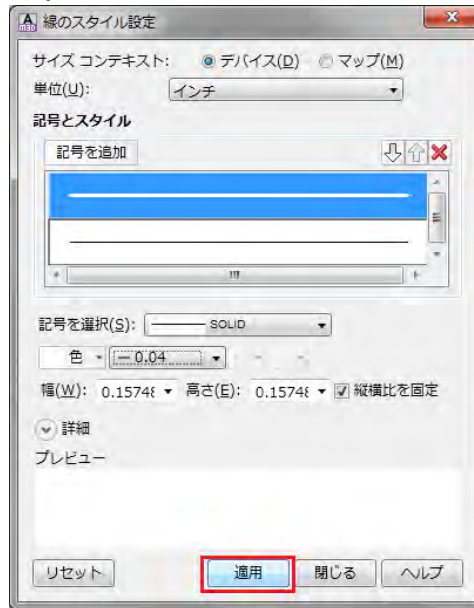 線のスタイル設定
サイズ コンテキスト: デバイス(D) マップ(M)
単位(U): インチ
記号とスタイル
記号を追加
記号を選択(S): SOLID
色 0.04
幅(W): 0.15748 高さ(E): 0.15748 縦横比を固定
詳細
プレビュー
リセット 適用 閉じる ヘルプ